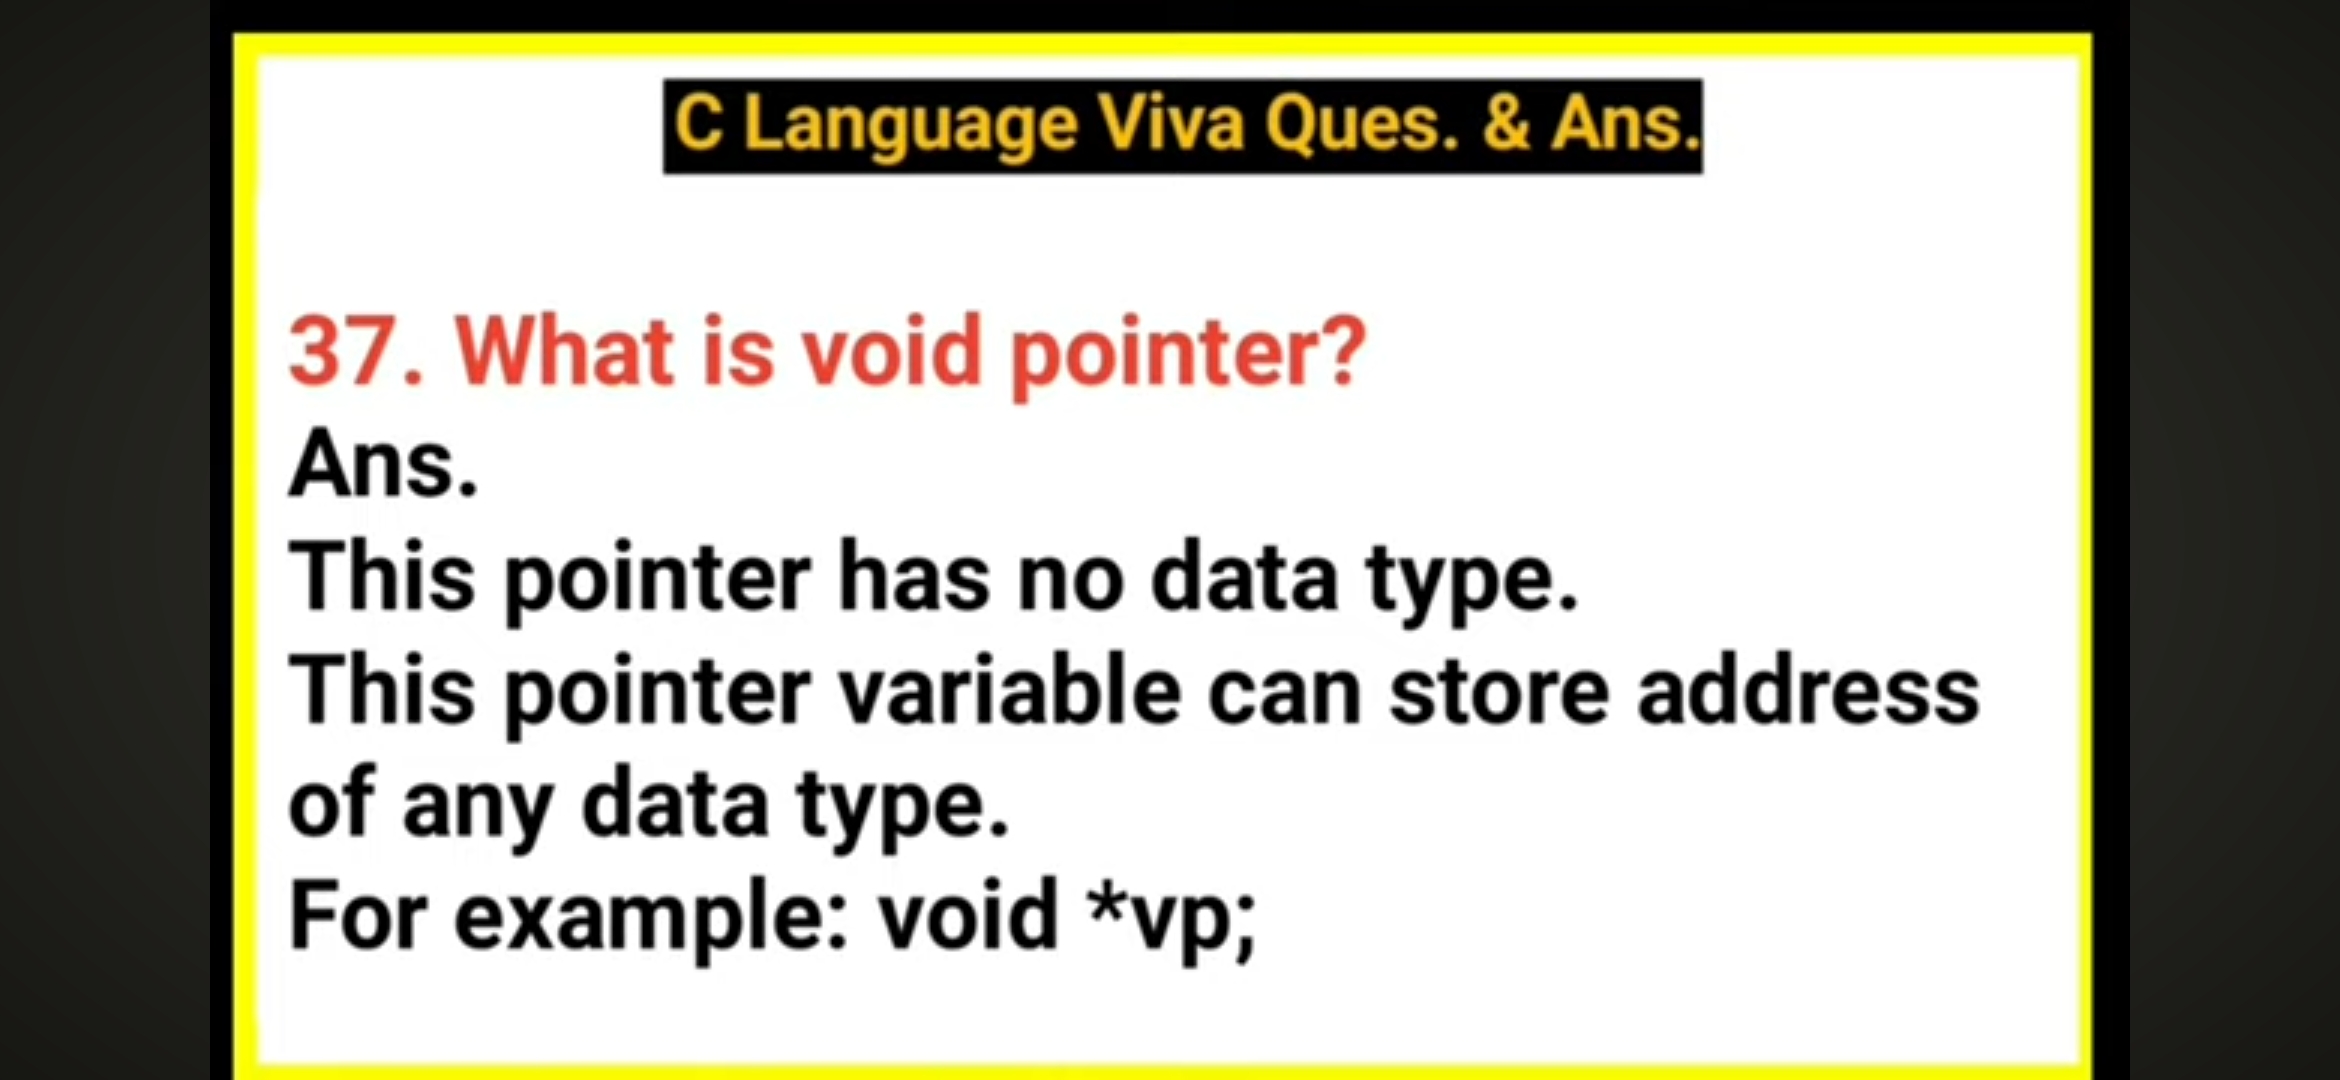 C Language Viva Ques. & Ans.
37. What is void pointer?
Ans.
This pointer has no data type.
This pointer variable can store address
of any data type.
For example: void *vp;